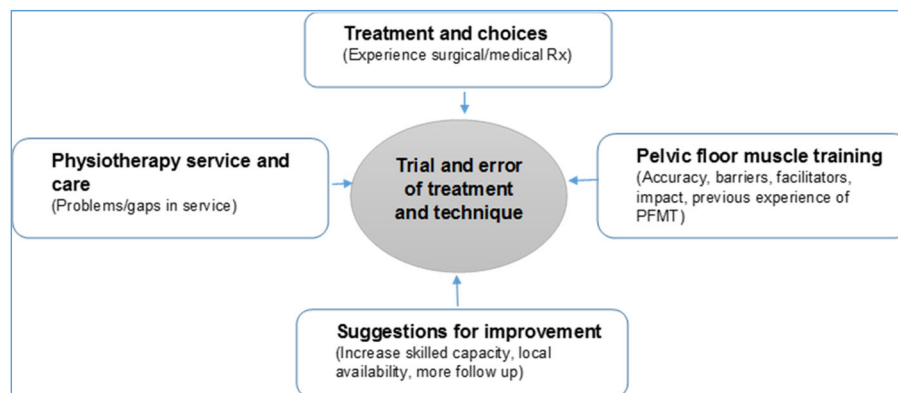 Treatment and choices
(Experience surgical/medical Rx)
Physiotherapy service and
care
(Problems/gaps in service)
Trial and error
of treatment
and technique
Pelvic floor muscle training
(Accuracy, barriers, facilitators,
impact, previous experience of
PFMT)
Suggestions for improvement
(Increase skilled capacity, local
availability, more follow up)